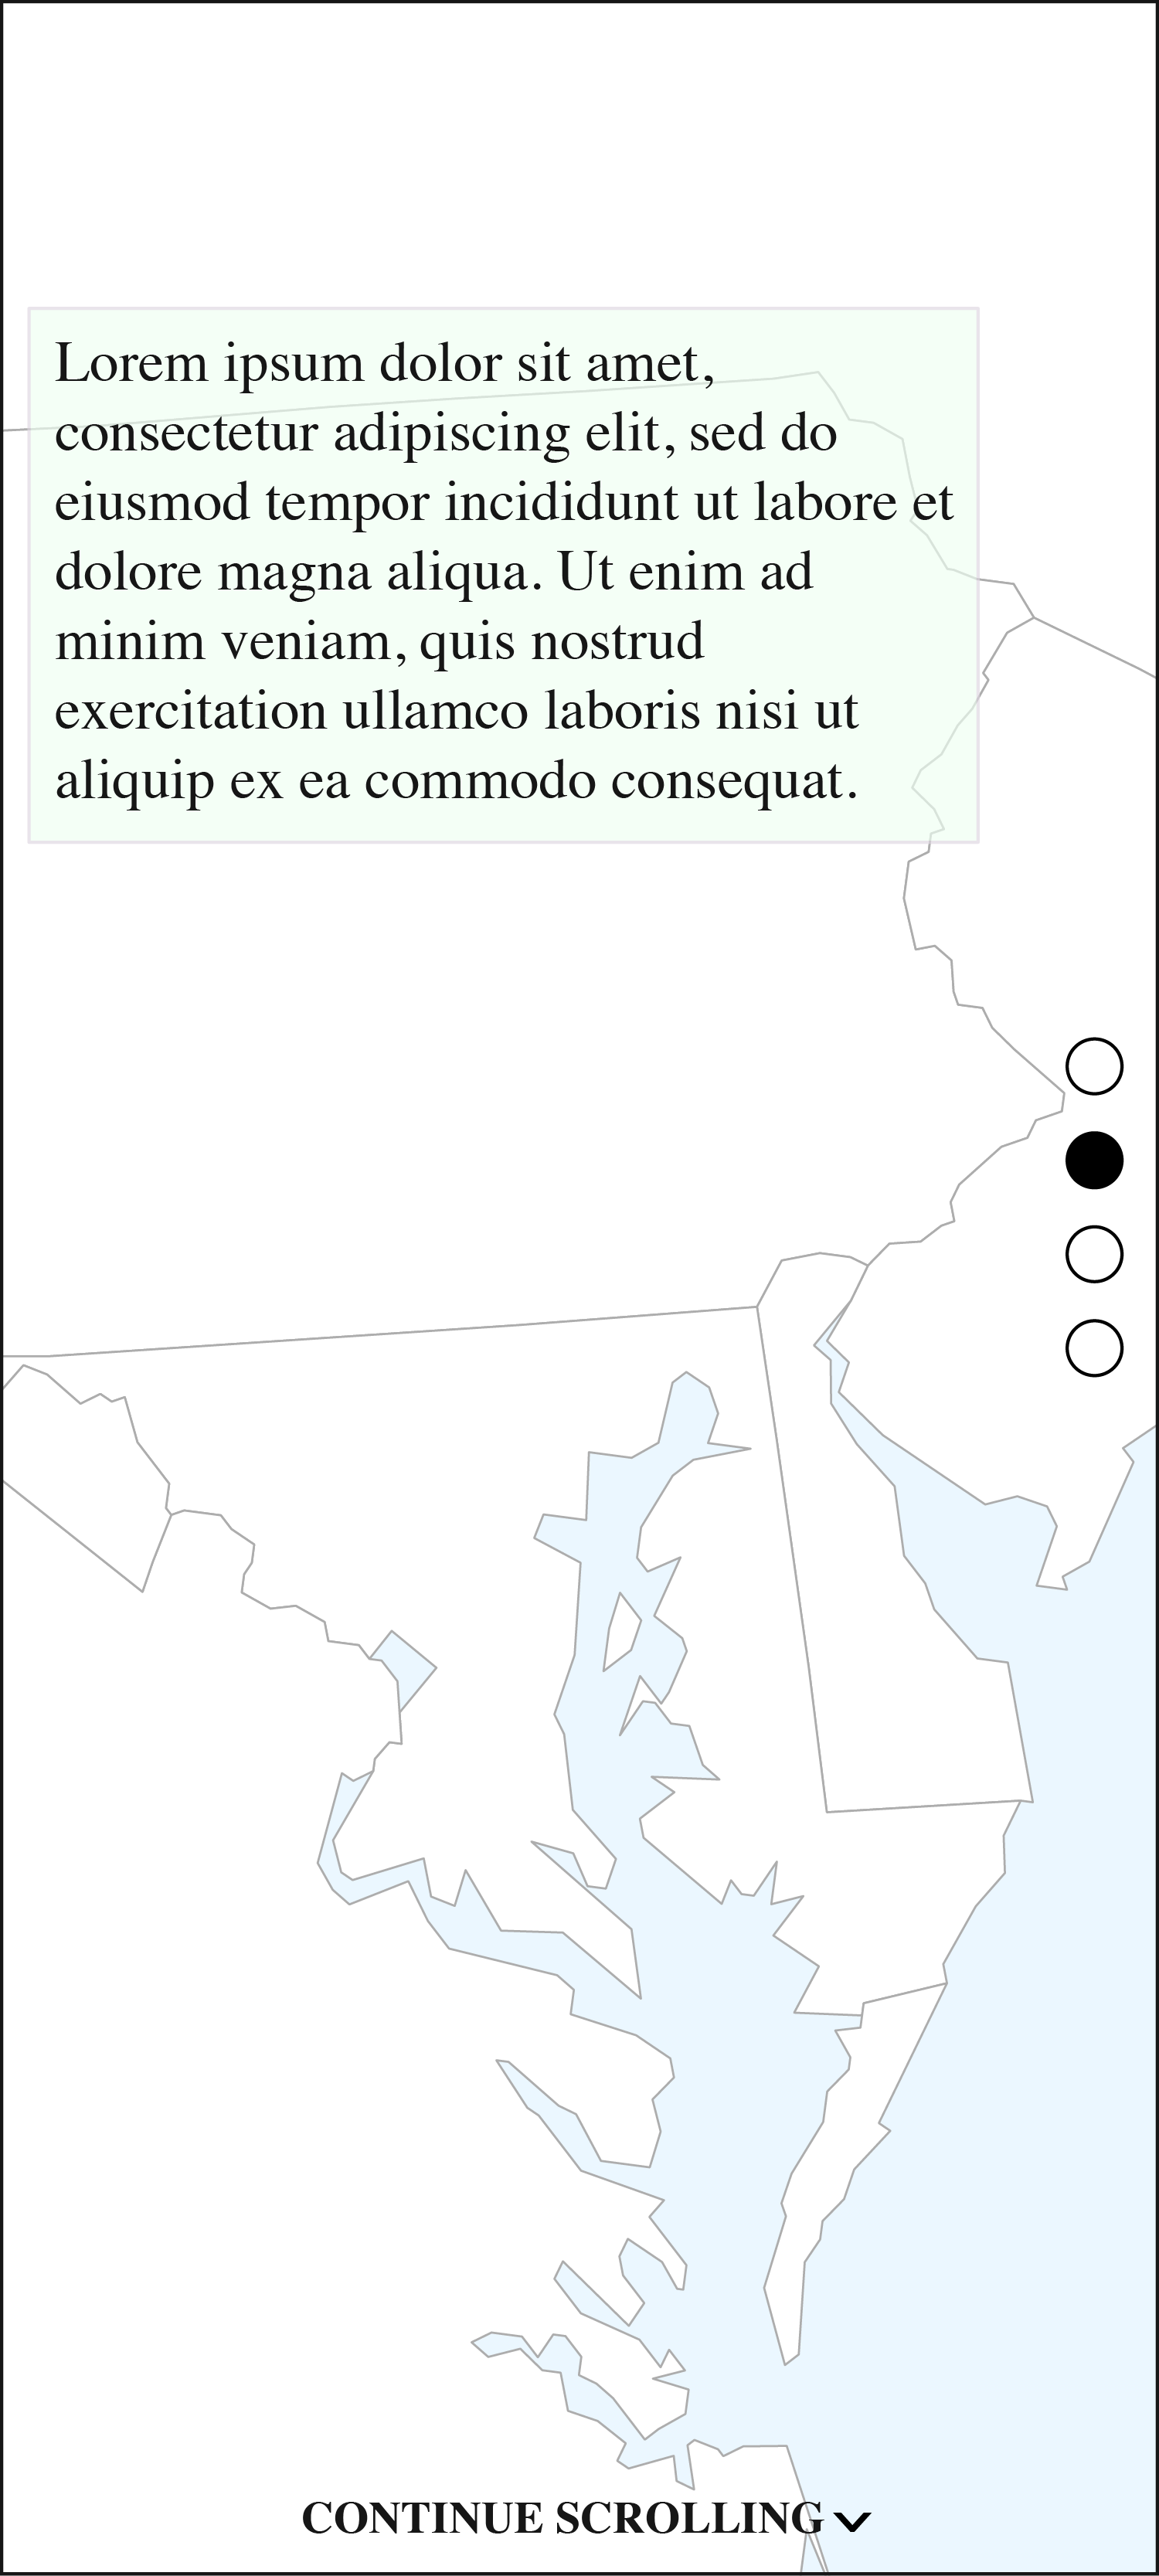 Lorem ipsum dolor sit amet,
consectetur adipiscing elit, sed do
eiusmod tempor incididunt ut labore et
dolore magna aliqua. Ut enim ad
minim veniam, quis nostrud
exercitation ullamco laboris nisi ut
aliquip ex ea commodo consequat.
CONTINUE SCROLLING